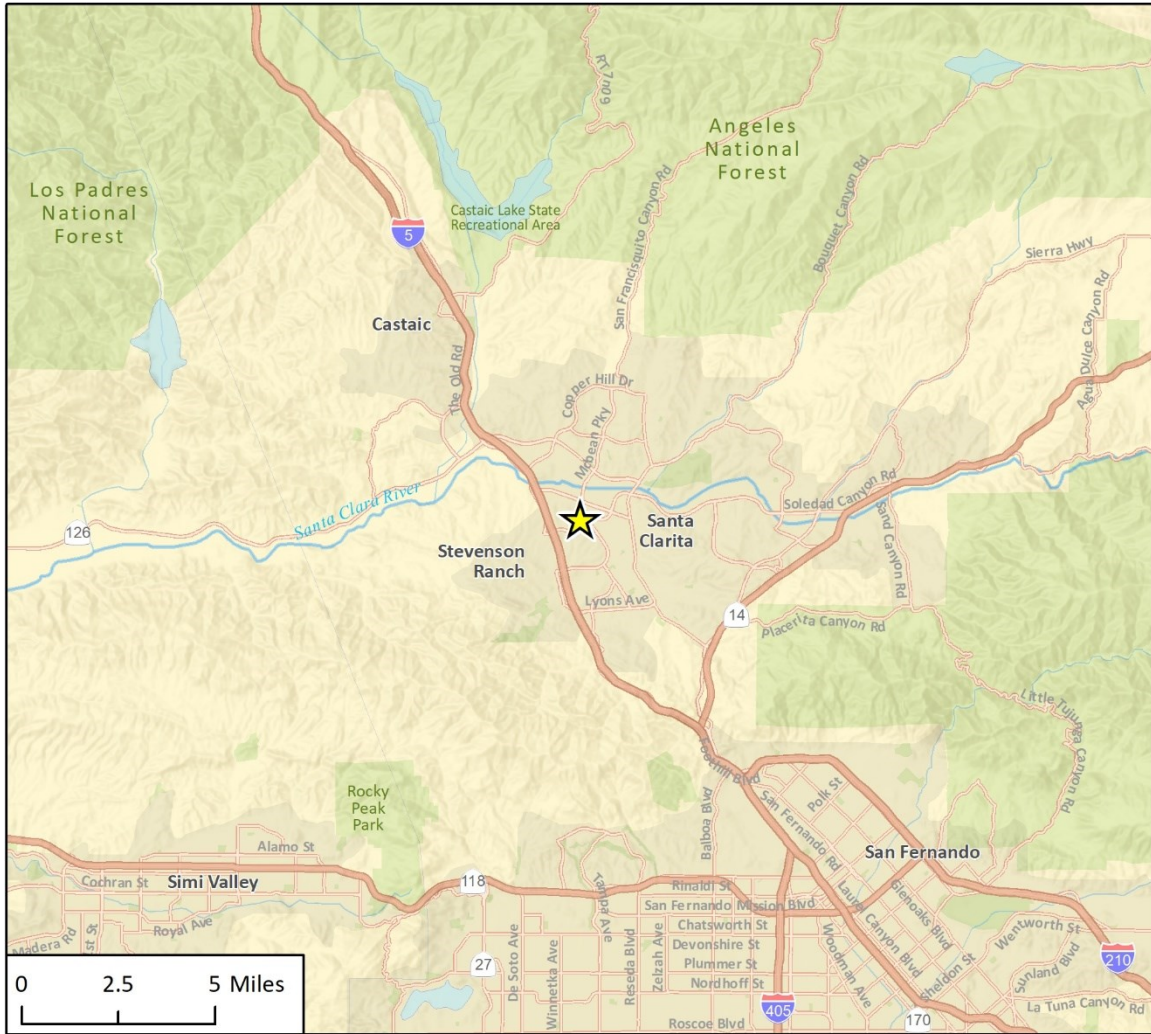 RT 7n09
Angeles
National
Forest
Los Padres
National
Forest
Castaic Lake State
Recreational Area
5
San Francisquito Canyon Rd
Bouquet Canyon Rd
Sierra Hwy
Agua Dulce Canyon Rd
Castaic
The Old Rd
Copper Hill Dr
Mcbean Pky
Santa Clara River
Soledad Canyon Rd
Sand Canyon Rd
126
Santa
Clarita
Stevenson
Ranch
Lyons Ave
14
Placerita Canyon Rd
Little Tujunga Canyon Rd
Foothill Blvd
Rocky
Peak
Park
Balboa Blvd
Polk St
San Fernando Rd
San Fernando
Alamo St
Cochran St
Simi Valley
118
Tampa Ave
Rinaldi St
San Fernando Mission Blvd
Laurel Canyon Blvd
Glenoaks Blvd
Royal Ave
Madera Rd
1st St
Chatsworth St
Devonshire St
Plummer St
Nordhoff St
Woodman Ave
Wentworth St
Sheldon St
Sunland Blvd
210
27
De Soto Ave
Winnetka Ave
Reseda Blvd
Zelzah Ave
405
Roscoe Blvd
170
La Tuna Canyon Rd
0 2.5 5 Miles